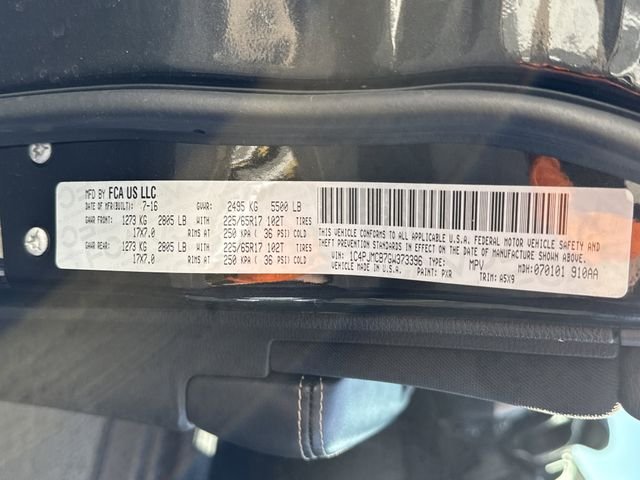 MFD BY FCA US LLC
DATE OF MFR(BUILT): 7-16 GVWR: 2495 KG 5500 LB
GAWR FRONT: 1273 KG 2805 LB WITH 225/65R17 102T TIRES
17X7.0 RIMS AT 250 KPA ( 36 PSI) COLD
GAWR REAR: 1273 KG 2805 LB WITH 225/65R17 102T TIRES
17X7.0 RIMS AT 250 KPA ( 36 PSI) COLD
THIS VEHICLE CONFORMS TO ALL APPLICABLE U.S.A. FEDERAL MOTOR VEHICLE SAFETY AND
THEFT PREVENTION STANDARDS IN EFFECT ON THE DATE OF MANUFACTURE SHOWN ABOVE.
VIN: 1C4PJMCB7GW373396 TYPE: MPV MDH: 070101 910AA
VEHICLE MADE IN U.S.A. PAINT: PXR TRIM: A5X9